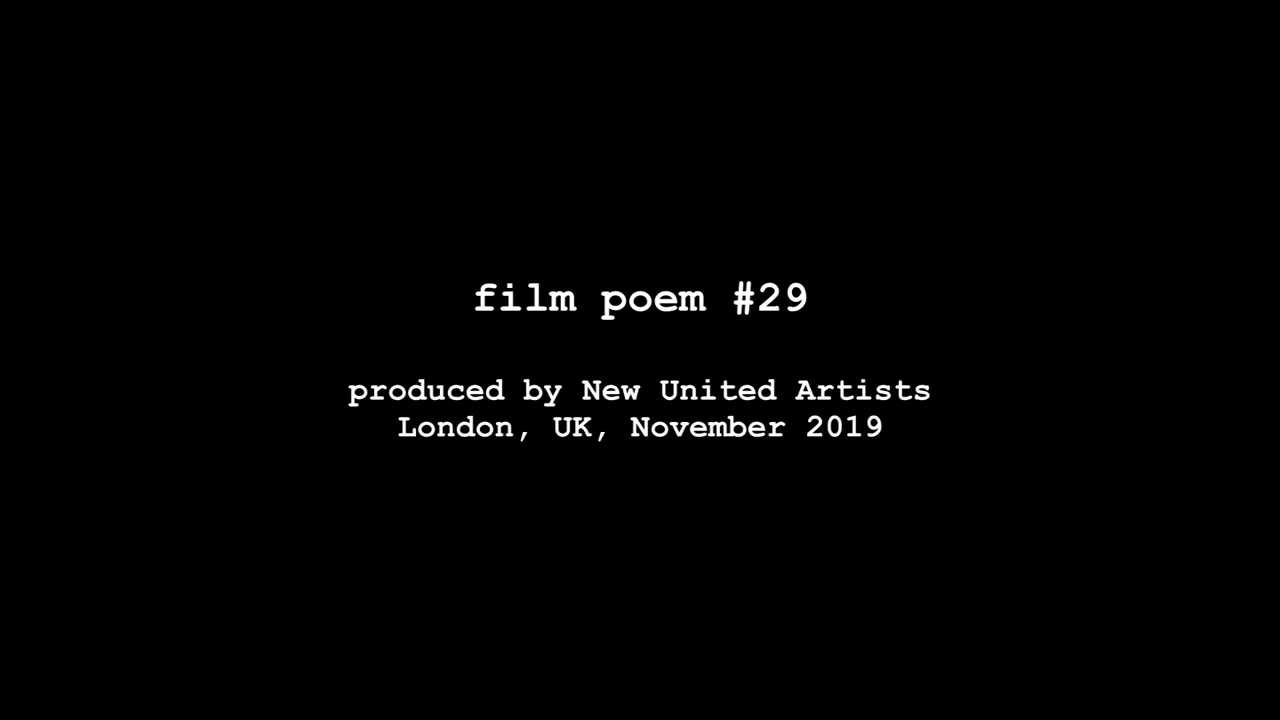 film poem #29
produced by New United Artists
London, UK, November 2019